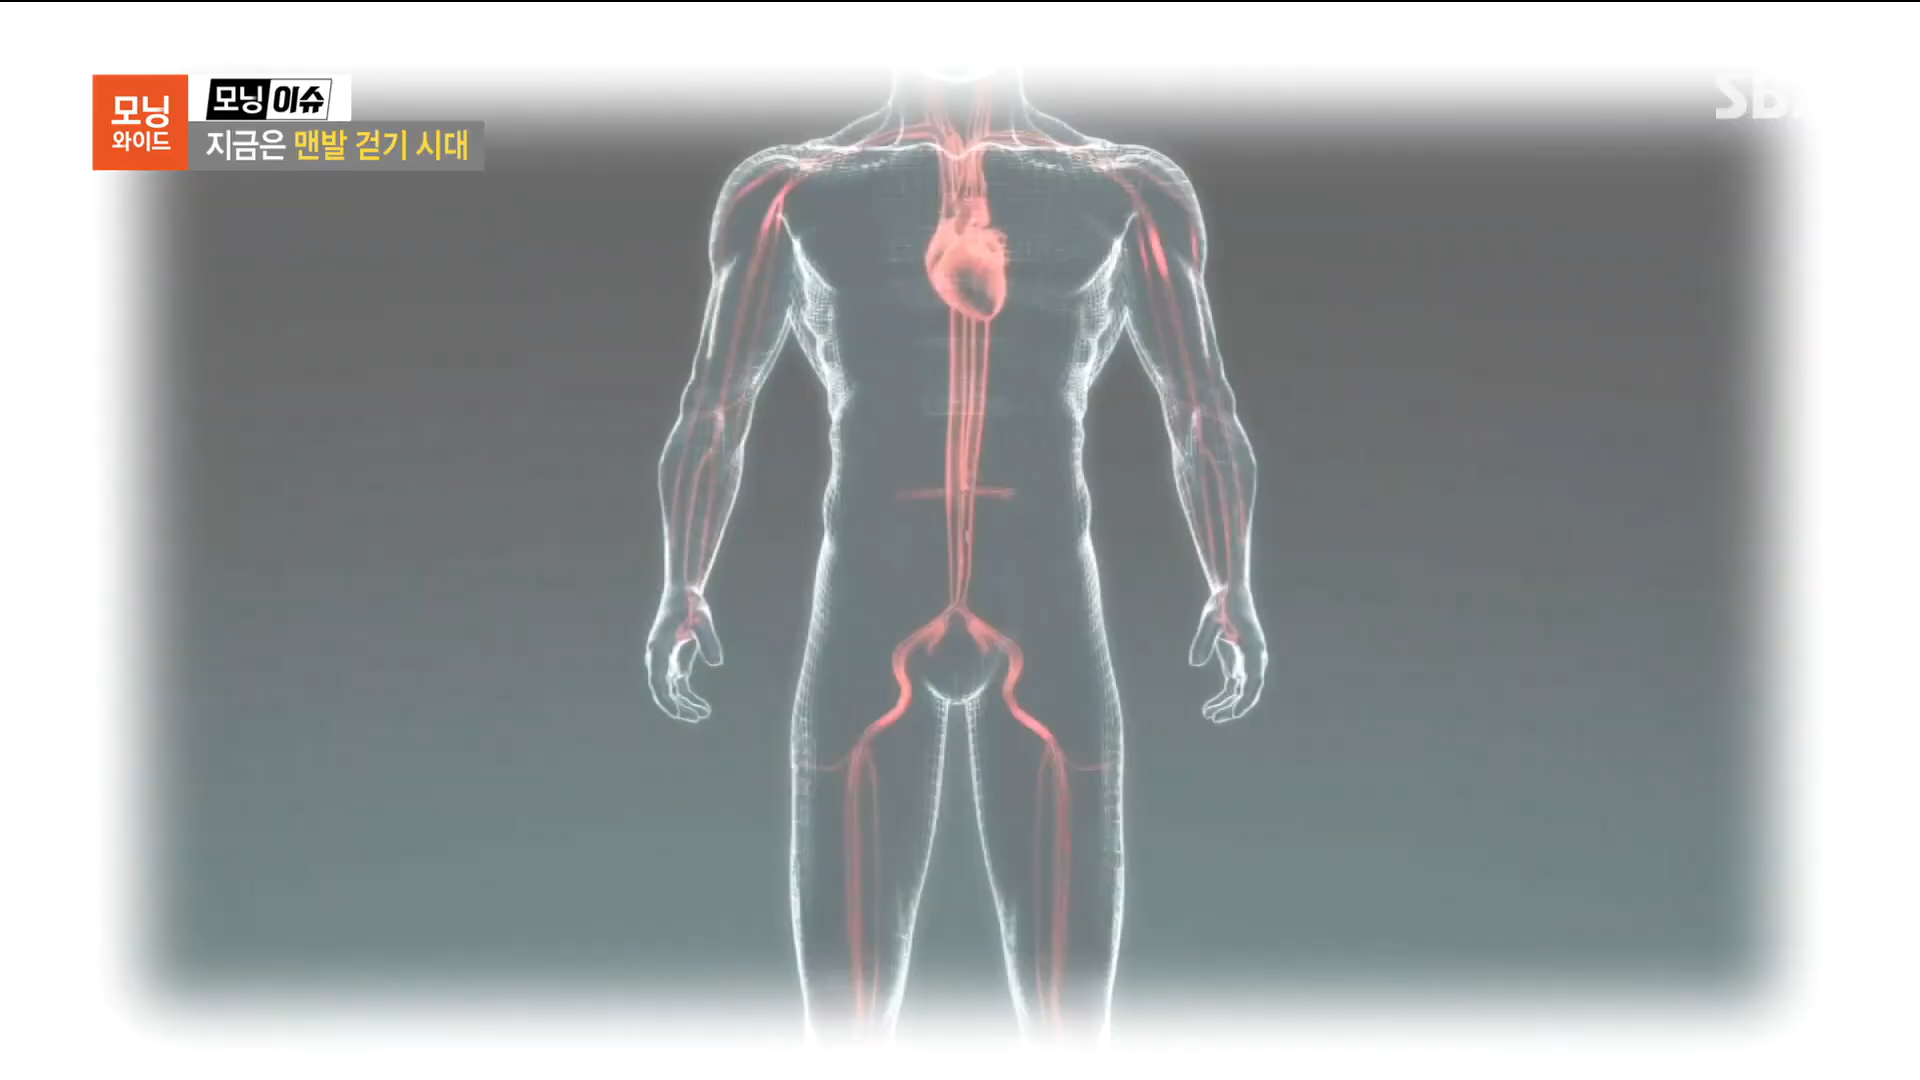 모닝
와이드
모닝이슈
지금은 맨발 걷기 시대